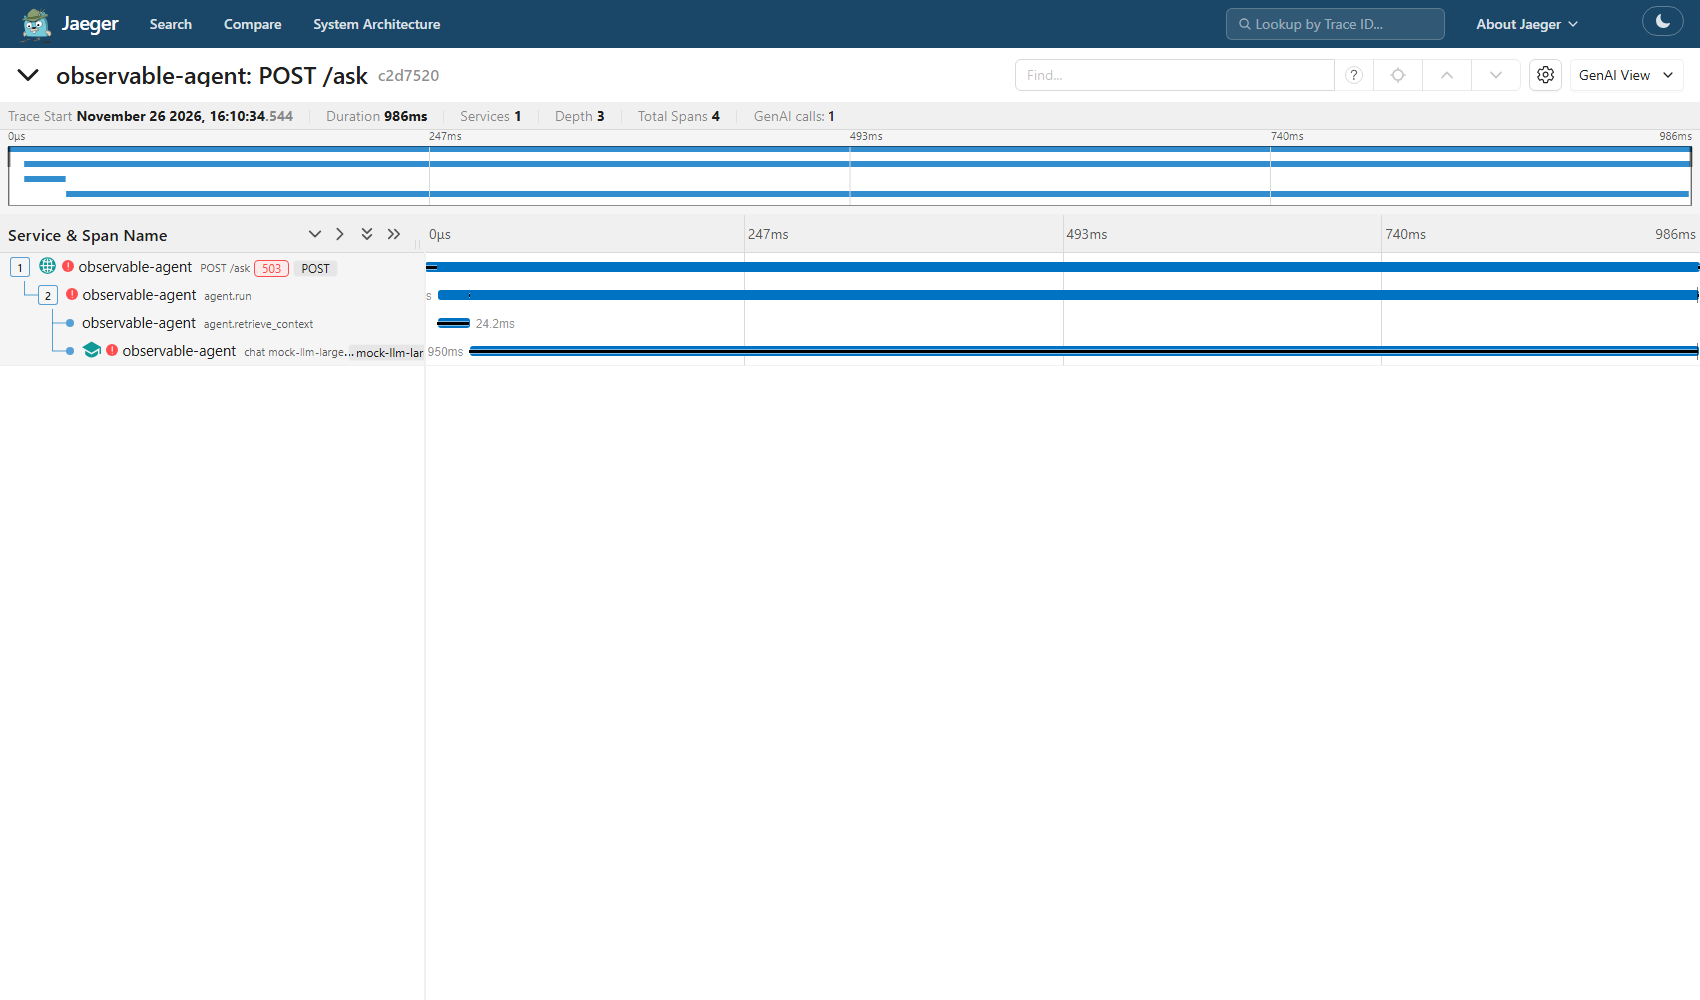 Jaeger Search Compare System Architecture Lookup by Trace ID... About Jaeger
observable-agent: POST /ask c2d7520 Find... ? GenAI View
Trace Start November 26 2026, 16:10:34.544 Duration 986ms Services 1 Depth 3 Total Spans 4 GenAI calls: 1
0μs 247ms 493ms 740ms 986ms
Service & Span Name 0μs 247ms 493ms 740ms 986ms
1 observable-agent POST /ask 503 POST
2 observable-agent agent.run s
observable-agent agent.retrieve_context 24.2ms
observable-agent chat mock-llm-large... mock-llm-lar 950ms